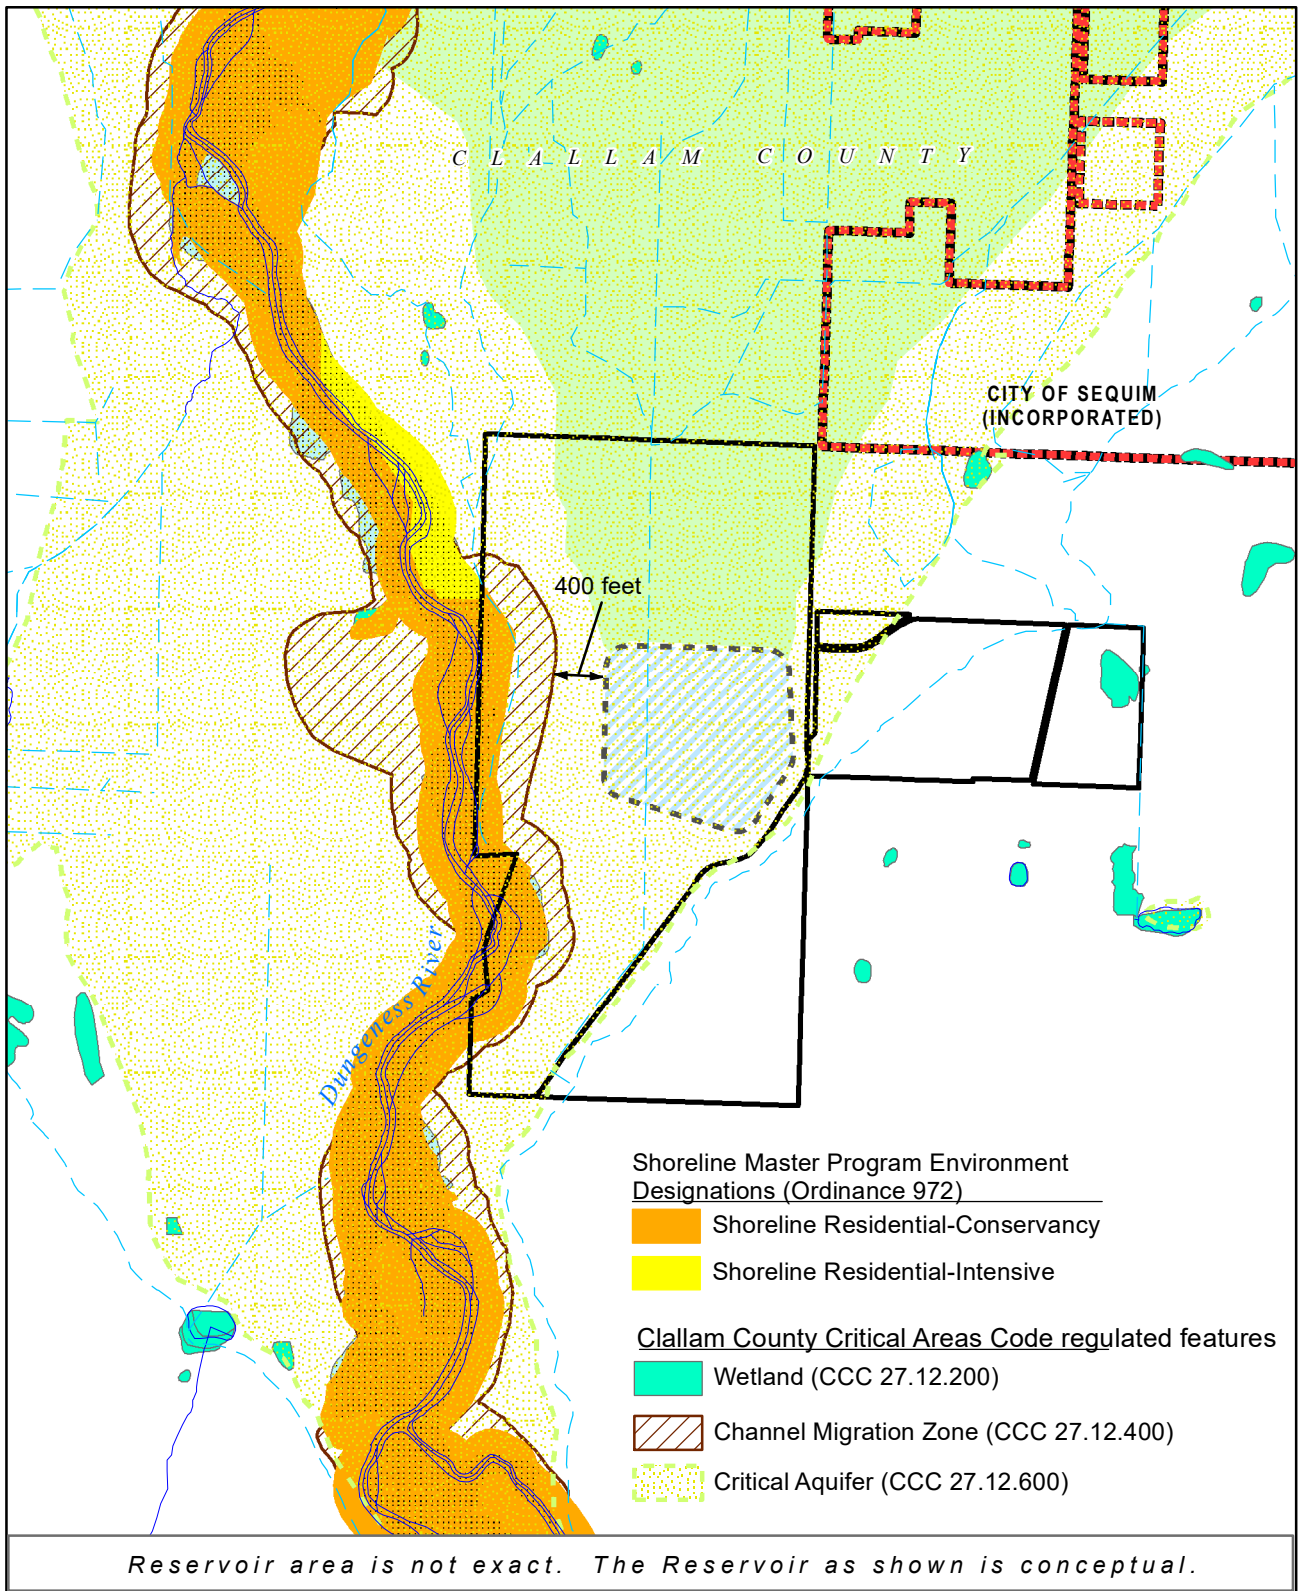 CLALLAM COUNTY
CITY OF SEQUIM
(INCORPORATED)
400 feet
Dungeness River
Shoreline Master Program Environment
Designations (Ordinance 972)
Shoreline Residential-Conservancy
Shoreline Residential-Intensive
Clallam County Critical Areas Code regulated features
Wetland (CCC 27.12.200)
Channel Migration Zone (CCC 27.12.400)
Critical Aquifer (CCC 27.12.600)
Reservoir area is not exact. The Reservoir as shown is conceptual.